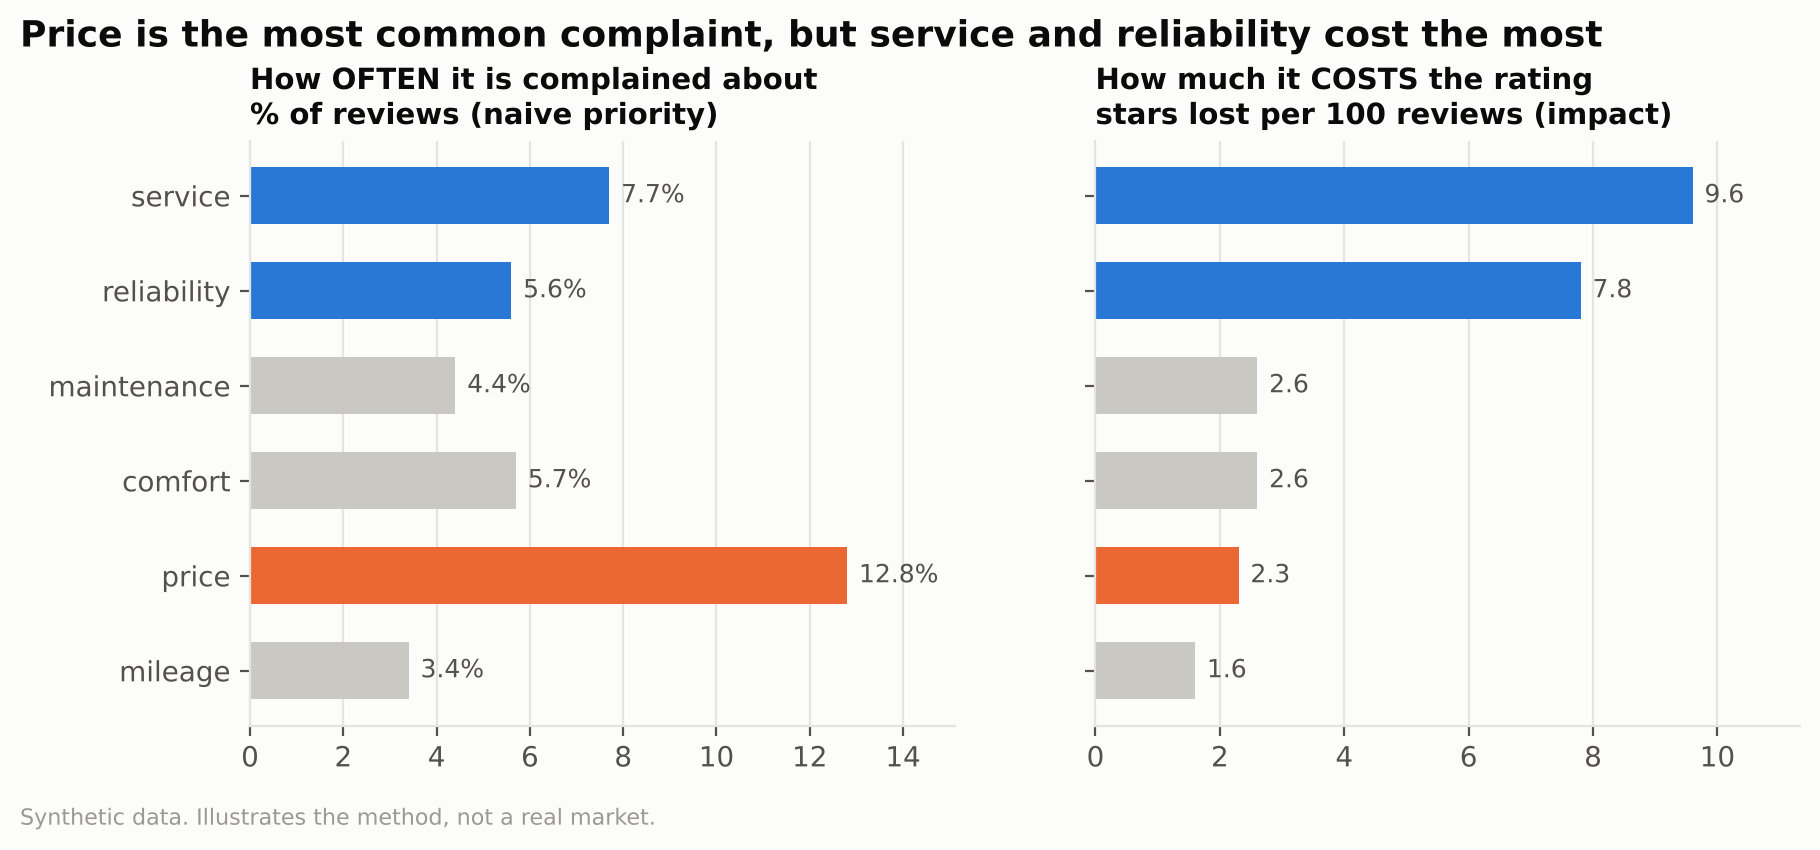 Price is the most common complaint, but service and reliability cost the most
How OFTEN it is complained about
% of reviews (naive priority)
service
7.7%
reliability
5.6%
maintenance
4.4%
comfort
5.7%
price
12.8%
mileage
3.4%
0 2 4 6 8 10 12 14
How much it COSTS the rating
stars lost per 100 reviews (impact)
9.6
7.8
2.6
2.6
2.3
1.6
0 2 4 6 8 10
Synthetic data. Illustrates the method, not a real market.